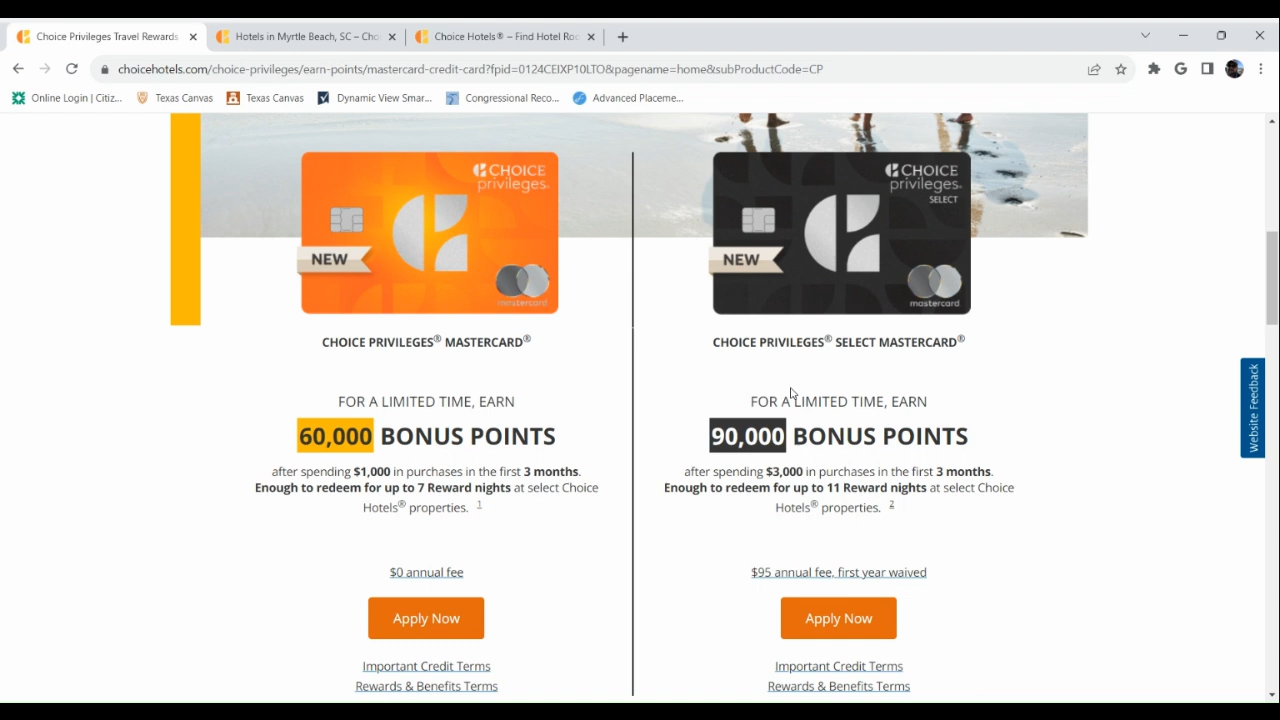 Choice Privileges Travel Rewards
Hotels in Myrtle Beach, SC – Cho
Choice Hotels® – Find Hotel Roo
choicehotels.com/choice-privileges/earn-points/mastercard-credit-card?fpid=0124CEIXP10LTO&pagename=home&subProductCode=CP
Online Login | Citiz...
Texas Canvas
Texas Canvas
Dynamic View Smar...
Congressional Reco...
Advanced Placeme...
CHOICE
privileges
NEW
mastercard
CHOICE
privileges
SELECT
NEW
mastercard
CHOICE PRIVILEGES® MASTERCARD®
FOR A LIMITED TIME, EARN
60,000 BONUS POINTS
after spending $1,000 in purchases in the first 3 months.
Enough to redeem for up to 7 Reward nights at select Choice
Hotels® properties. 1
$0 annual fee
Apply Now
Important Credit Terms
Rewards & Benefits Terms
CHOICE PRIVILEGES® SELECT MASTERCARD®
FOR A LIMITED TIME, EARN
90,000 BONUS POINTS
after spending $3,000 in purchases in the first 3 months.
Enough to redeem for up to 11 Reward nights at select Choice
Hotels® properties. 2
$95 annual fee, first year waived
Apply Now
Important Credit Terms
Rewards & Benefits Terms
Website Feedback